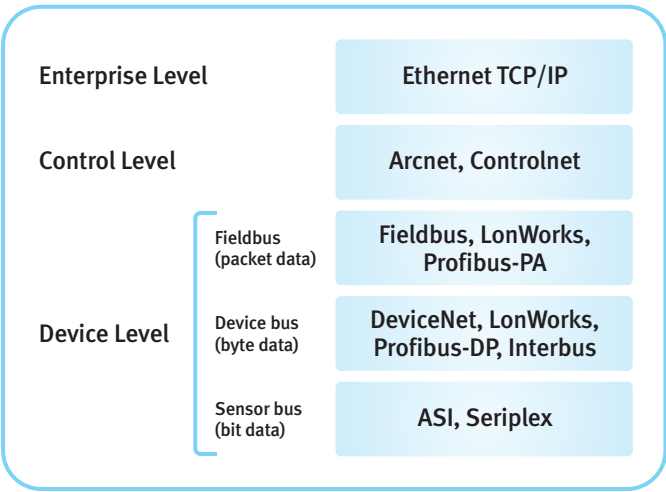 Enterprise Level
Ethernet TCP/IP
Control Level
Arcnet, Controlnet
Device Level
Fieldbus
(packet data)
Fieldbus, LonWorks,
Profibus-PA
Device bus
(byte data)
DeviceNet, LonWorks,
Profibus-DP, Interbus
Sensor bus
(bit data)
ASI, Seriplex